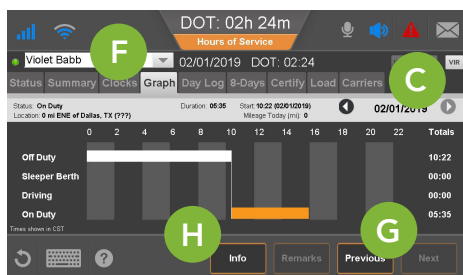 DOT: 02h 24m
Hours of Service
F
Violet Babb
02/01/2019 DOT: 02:24
VIR
C
Status Summary Clocks Graph Day Log 8-Days Certify Load Carriers
Status: On Duty Duration: 05:35 Start: 10:22 (02/01/2019) 02/01/2019
Location: 0 mi ENE of Dallas, TX (???) Mileage Today (mi): 0
0 2 4 6 8 10 12 14 16 18 20 22 Totals
Off Duty 10:22
Sleeper Berth 00:00
Driving 00:00
On Duty 05:35
Times shown in CST
H
G
Info Remarks Previous Next